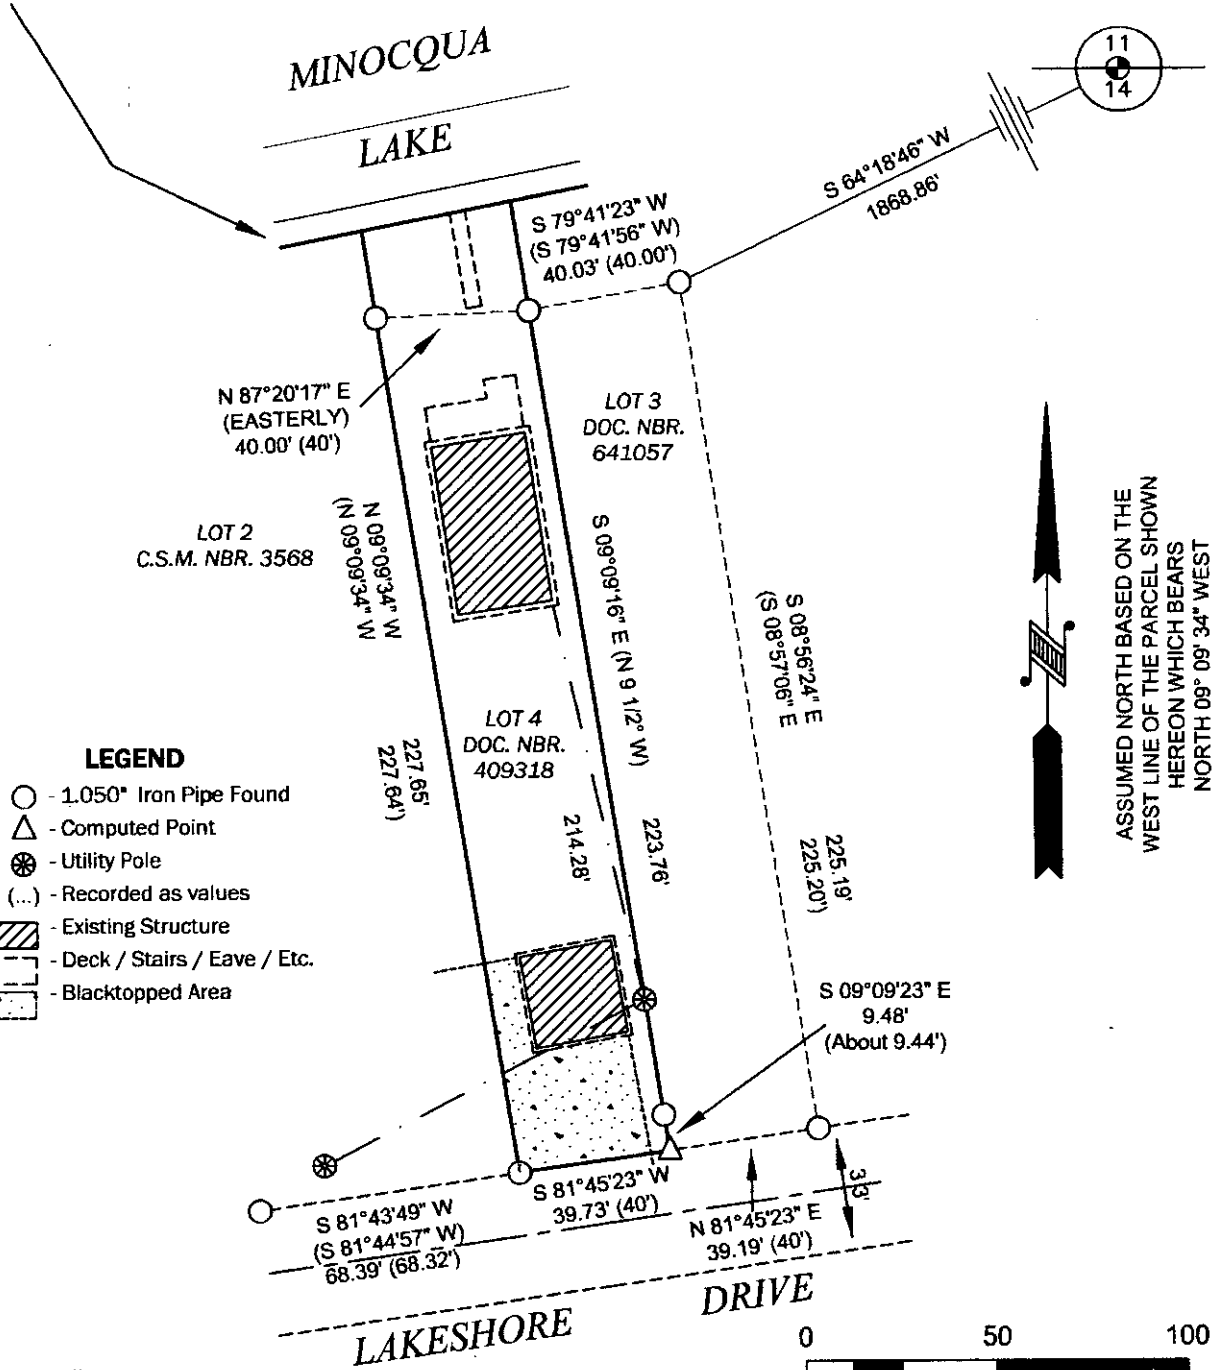 MINOCQUA
LAKE
11
14
S 64°18'46" W
1868.86'
S 79°41'23" W
(S 79°41'56" W)
40.03' (40.00')
N 87°20'17" E
(EASTERLY)
40.00' (40')
LOT 3
DOC. NBR.
641057
LOT 2
C.S.M. NBR. 3568
N 09°09'34" W
(N 09°09'34" W
S 09°09'16" E (N 9 1/2° W)
S 08°56'24" E
(S 08°57'06" E
ASSUMED NORTH BASED ON THE
WEST LINE OF THE PARCEL SHOWN
HEREON WHICH BEARS
NORTH 09° 09' 34" WEST
LOT 4
DOC. NBR.
409318
227.65'
227.64')
214.28'
223.76'
225.19'
225.20')
LEGEND
- 1.050" Iron Pipe Found
- Computed Point
- Utility Pole
(...) - Recorded as values
- Existing Structure
- Deck / Stairs / Eave / Etc.
- Blacktopped Area
S 09°09'23" E
9.48'
(About 9.44')
S 81°45'23" W
39.73' (40')
33'
S 81°43'49" W
(S 81°44'57" W)
68.39' (68.32')
N 81°45'23" E
39.19' (40')
LAKESHORE DRIVE
0 50 100